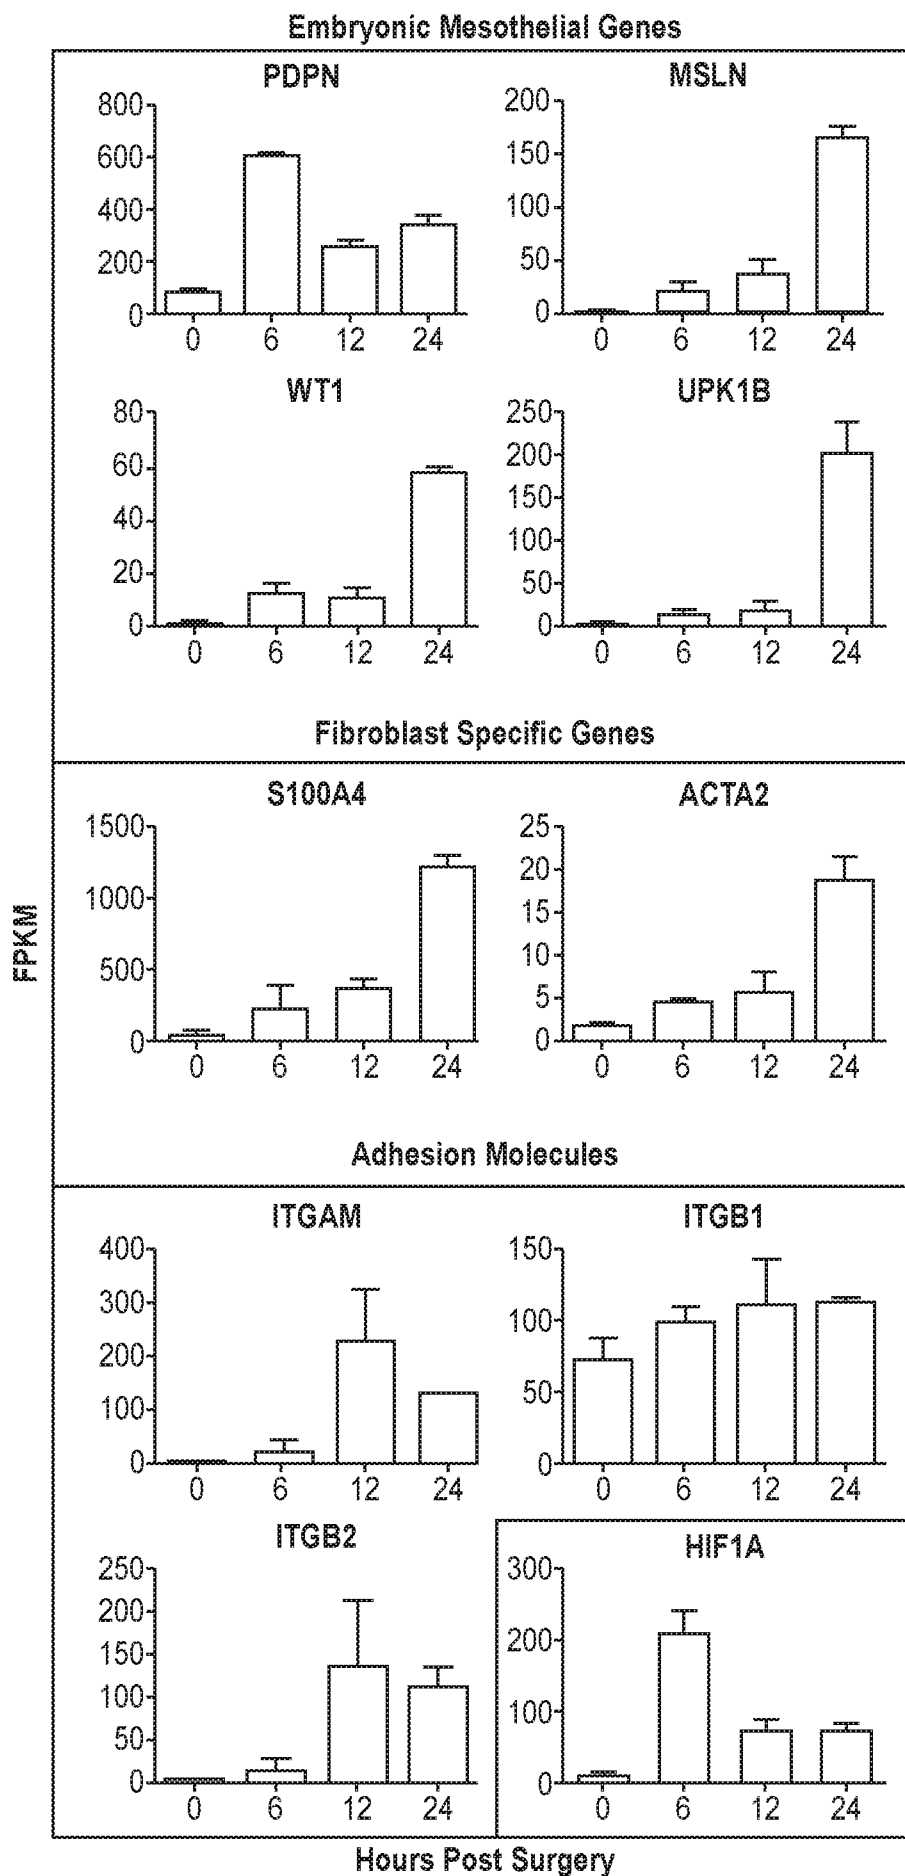 Embryonic Mesothelial Genes
PDPN
800
600
400
200
0
0 6 12 24
MSLN
200
150
100
50
0
0 6 12 24
WT1
80
60
40
20
0
0 6 12 24
UPK1B
250
200
150
100
50
0
0 6 12 24
Fibroblast Specific Genes
FPKM
S100A4
1500
1000
500
0
0 6 12 24
ACTA2
25
20
15
10
5
0
0 6 12 24
Adhesion Molecules
ITGAM
400
300
200
100
0
0 6 12 24
ITGB1
150
100
50
0
0 6 12 24
ITGB2
250
200
150
100
50
0
0 6 12 24
HIF1A
300
200
100
0
0 6 12 24
Hours Post Surgery